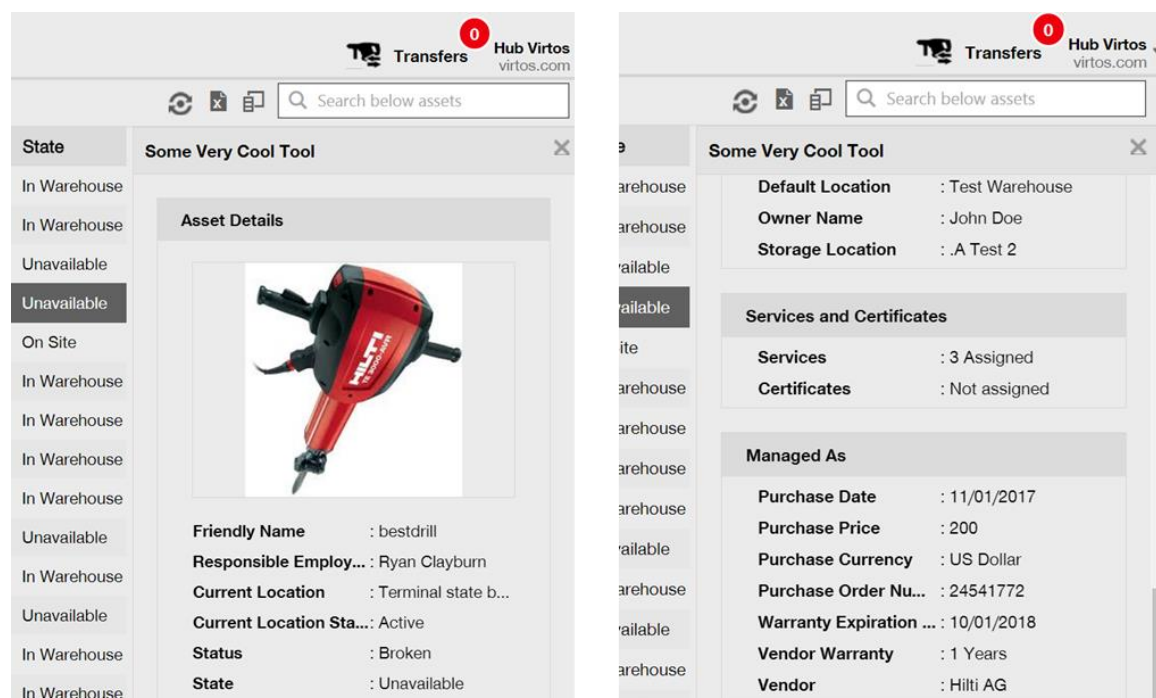 0
Transfers
Hub Virtos
virtos.com
Search below assets
State
Some Very Cool Tool
In Warehouse
In Warehouse
Unavailable
Unavailable
On Site
In Warehouse
In Warehouse
In Warehouse
In Warehouse
Unavailable
In Warehouse
Unavailable
In Warehouse
In Warehouse
Asset Details
HILTI
TE 3000-AVR
Friendly Name : bestdrill
Responsible Employ... : Ryan Clayburn
Current Location : Terminal state b...
Current Location Sta...: Active
Status : Broken
State : Unavailable
0
Transfers
Hub Virtos
virtos.com
Search below assets
e
Some Very Cool Tool
arehouse
arehouse
ailable
ailable
ite
arehouse
arehouse
arehouse
arehouse
ailable
arehouse
ailable
arehouse
Default Location : Test Warehouse
Owner Name : John Doe
Storage Location : .A Test 2
Services and Certificates
Services : 3 Assigned
Certificates : Not assigned
Managed As
Purchase Date : 11/01/2017
Purchase Price : 200
Purchase Currency : US Dollar
Purchase Order Nu... : 24541772
Warranty Expiration ... : 10/01/2018
Vendor Warranty : 1 Years
Vendor : Hilti AG